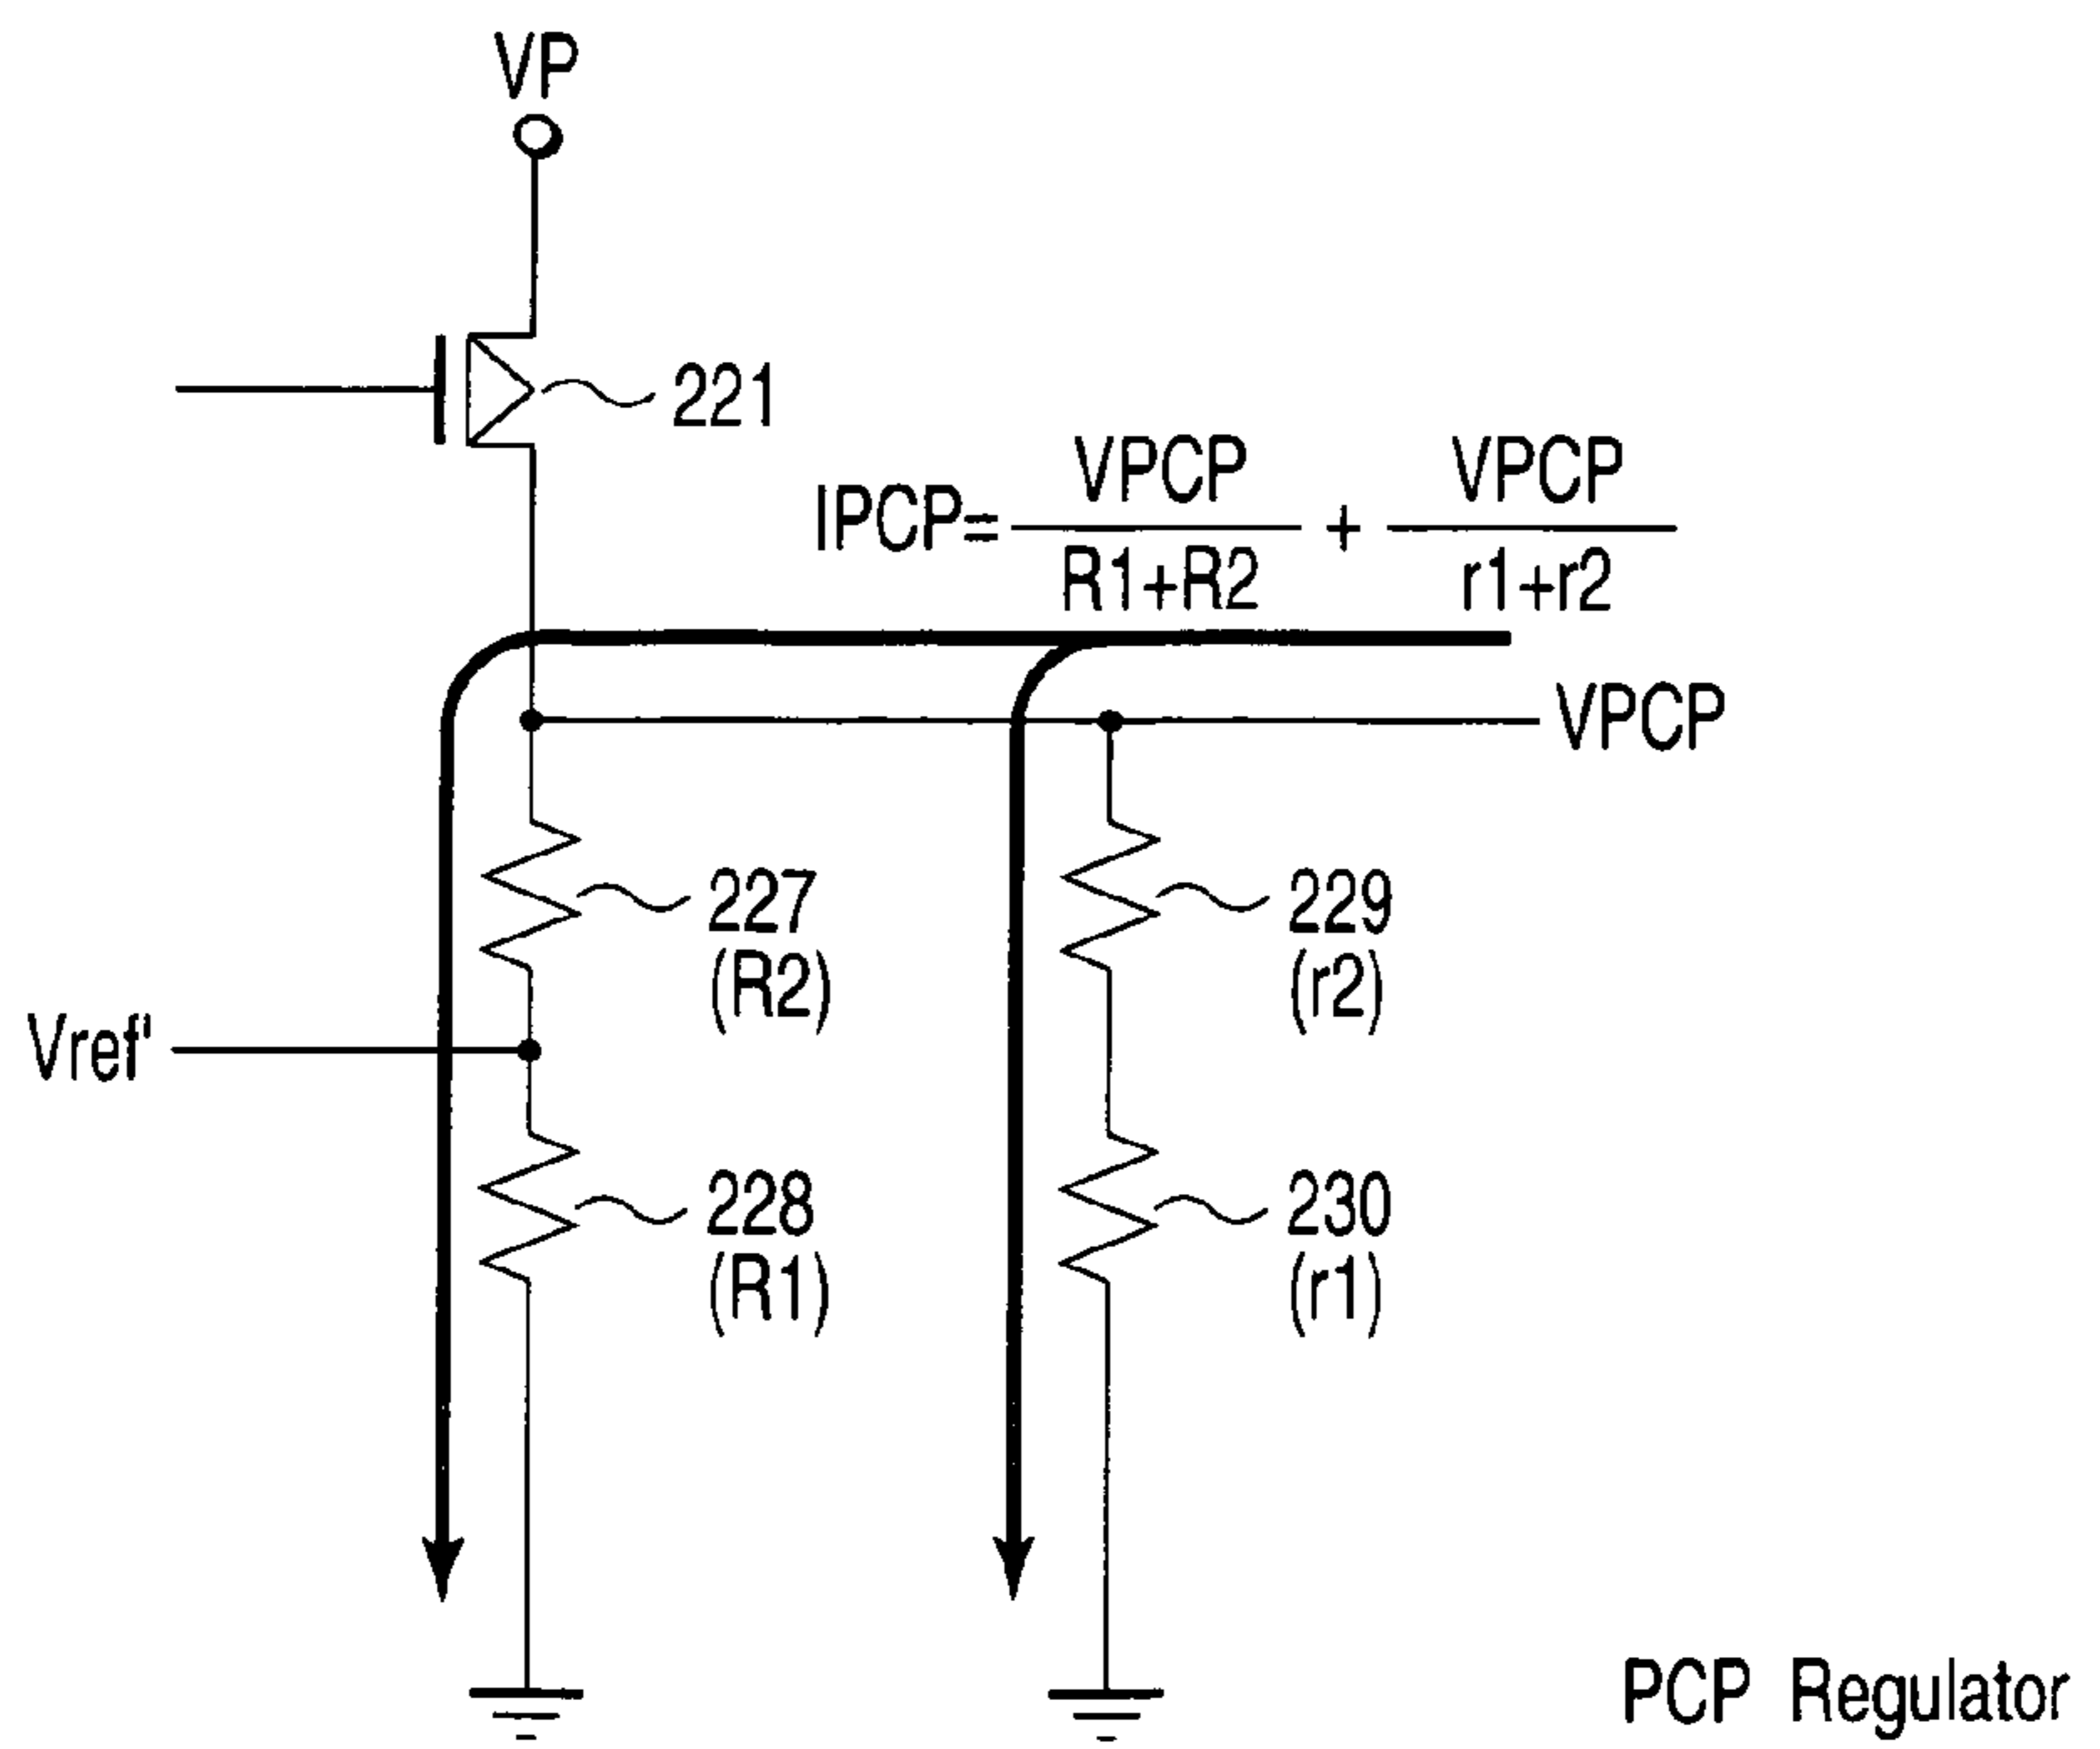 VP
221
IPCP= VPCP / R1+R2 + VPCP / r1+r2
VPCP
227
(R2)
229
(r2)
Vref'
228
(R1)
230
(r1)
PCP Regulator